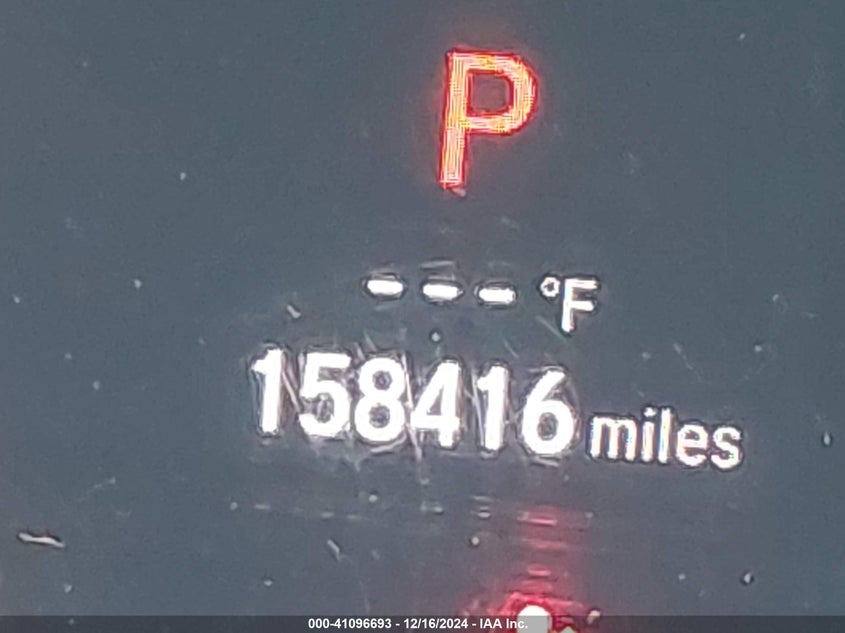 P
--- °F
158416 miles
000-41096693 - 12/16/2024 - IAA Inc.